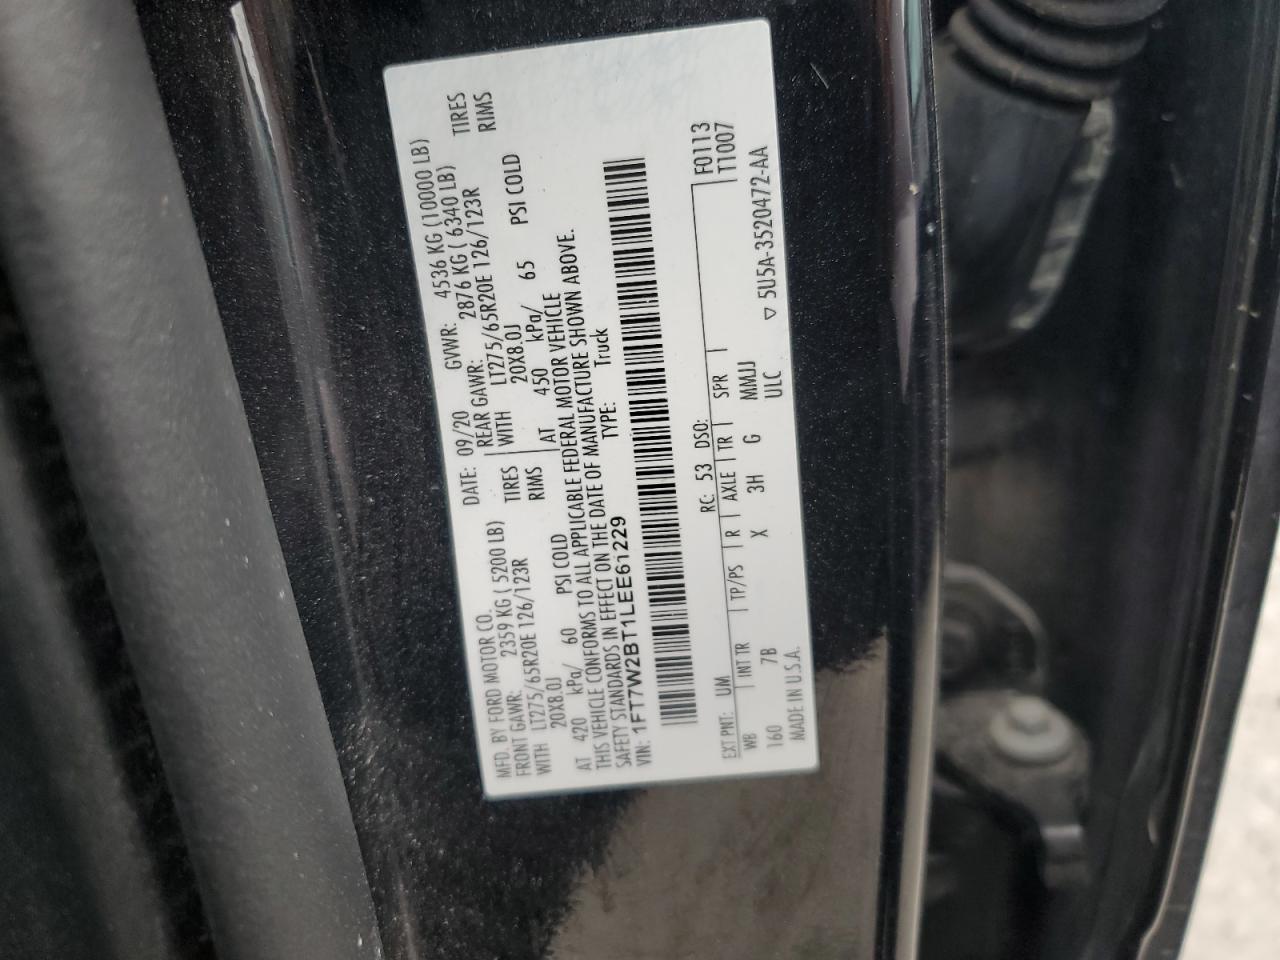 MFD. BY FORD MOTOR CO. DATE: 09/20 GVWR: 4536 KG (10000 LB)
FRONT GAWR: 2359 KG ( 5200 LB) REAR GAWR: 2876 KG ( 6340 LB)
WITH LT275/65R20E 126/123R TIRES WITH LT275/65R20E 126/123R TIRES
20X8.0J RIMS 20X8.0J RIMS
AT 420 kPa/ 60 PSI COLD AT 450 kPa/ 65 PSI COLD
THIS VEHICLE CONFORMS TO ALL APPLICABLE FEDERAL MOTOR VEHICLE
SAFETY STANDARDS IN EFFECT ON THE DATE OF MANUFACTURE SHOWN ABOVE.
VIN: 1FT7W2BT1LEE61229 TYPE: Truck
EXT PNT: UM RC: 53 DSO: F0113
WB INT TR TP/PS R AXLE TR SPR T1007
160 7B X 3H G NMUJ
MADE IN U.S.A. ULC ▽ 5U5A-3520472-AA